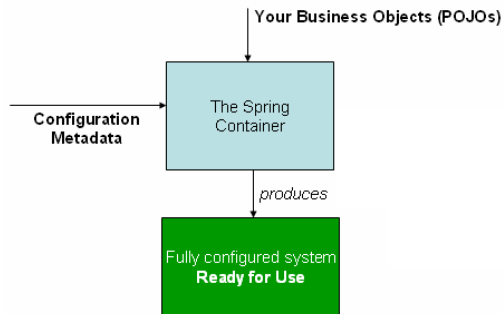 Your Business Objects (POJOs)
The Spring
Container
Configuration
Metadata
produces
Fully configured system
Ready for Use